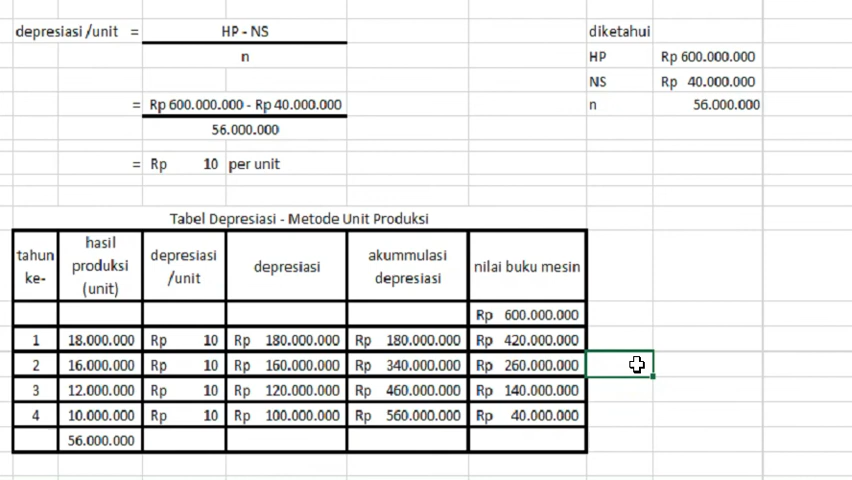 depresiasi /unit = HP - NS
n
= Rp 600.000.000 - Rp 40.000.000
56.000.000
= Rp 10 per unit
diketahui
HP Rp 600.000.000
NS Rp 40.000.000
n 56.000.000
Tabel Depresiasi - Metode Unit Produksi
tahun ke- hasil produksi (unit) depresiasi /unit depresiasi akummulasi depresiasi nilai buku mesin
Rp 600.000.000
1 18.000.000 Rp 10 Rp 180.000.000 Rp 180.000.000 Rp 420.000.000
2 16.000.000 Rp 10 Rp 160.000.000 Rp 340.000.000 Rp 260.000.000
3 12.000.000 Rp 10 Rp 120.000.000 Rp 460.000.000 Rp 140.000.000
4 10.000.000 Rp 10 Rp 100.000.000 Rp 560.000.000 Rp 40.000.000
56.000.000